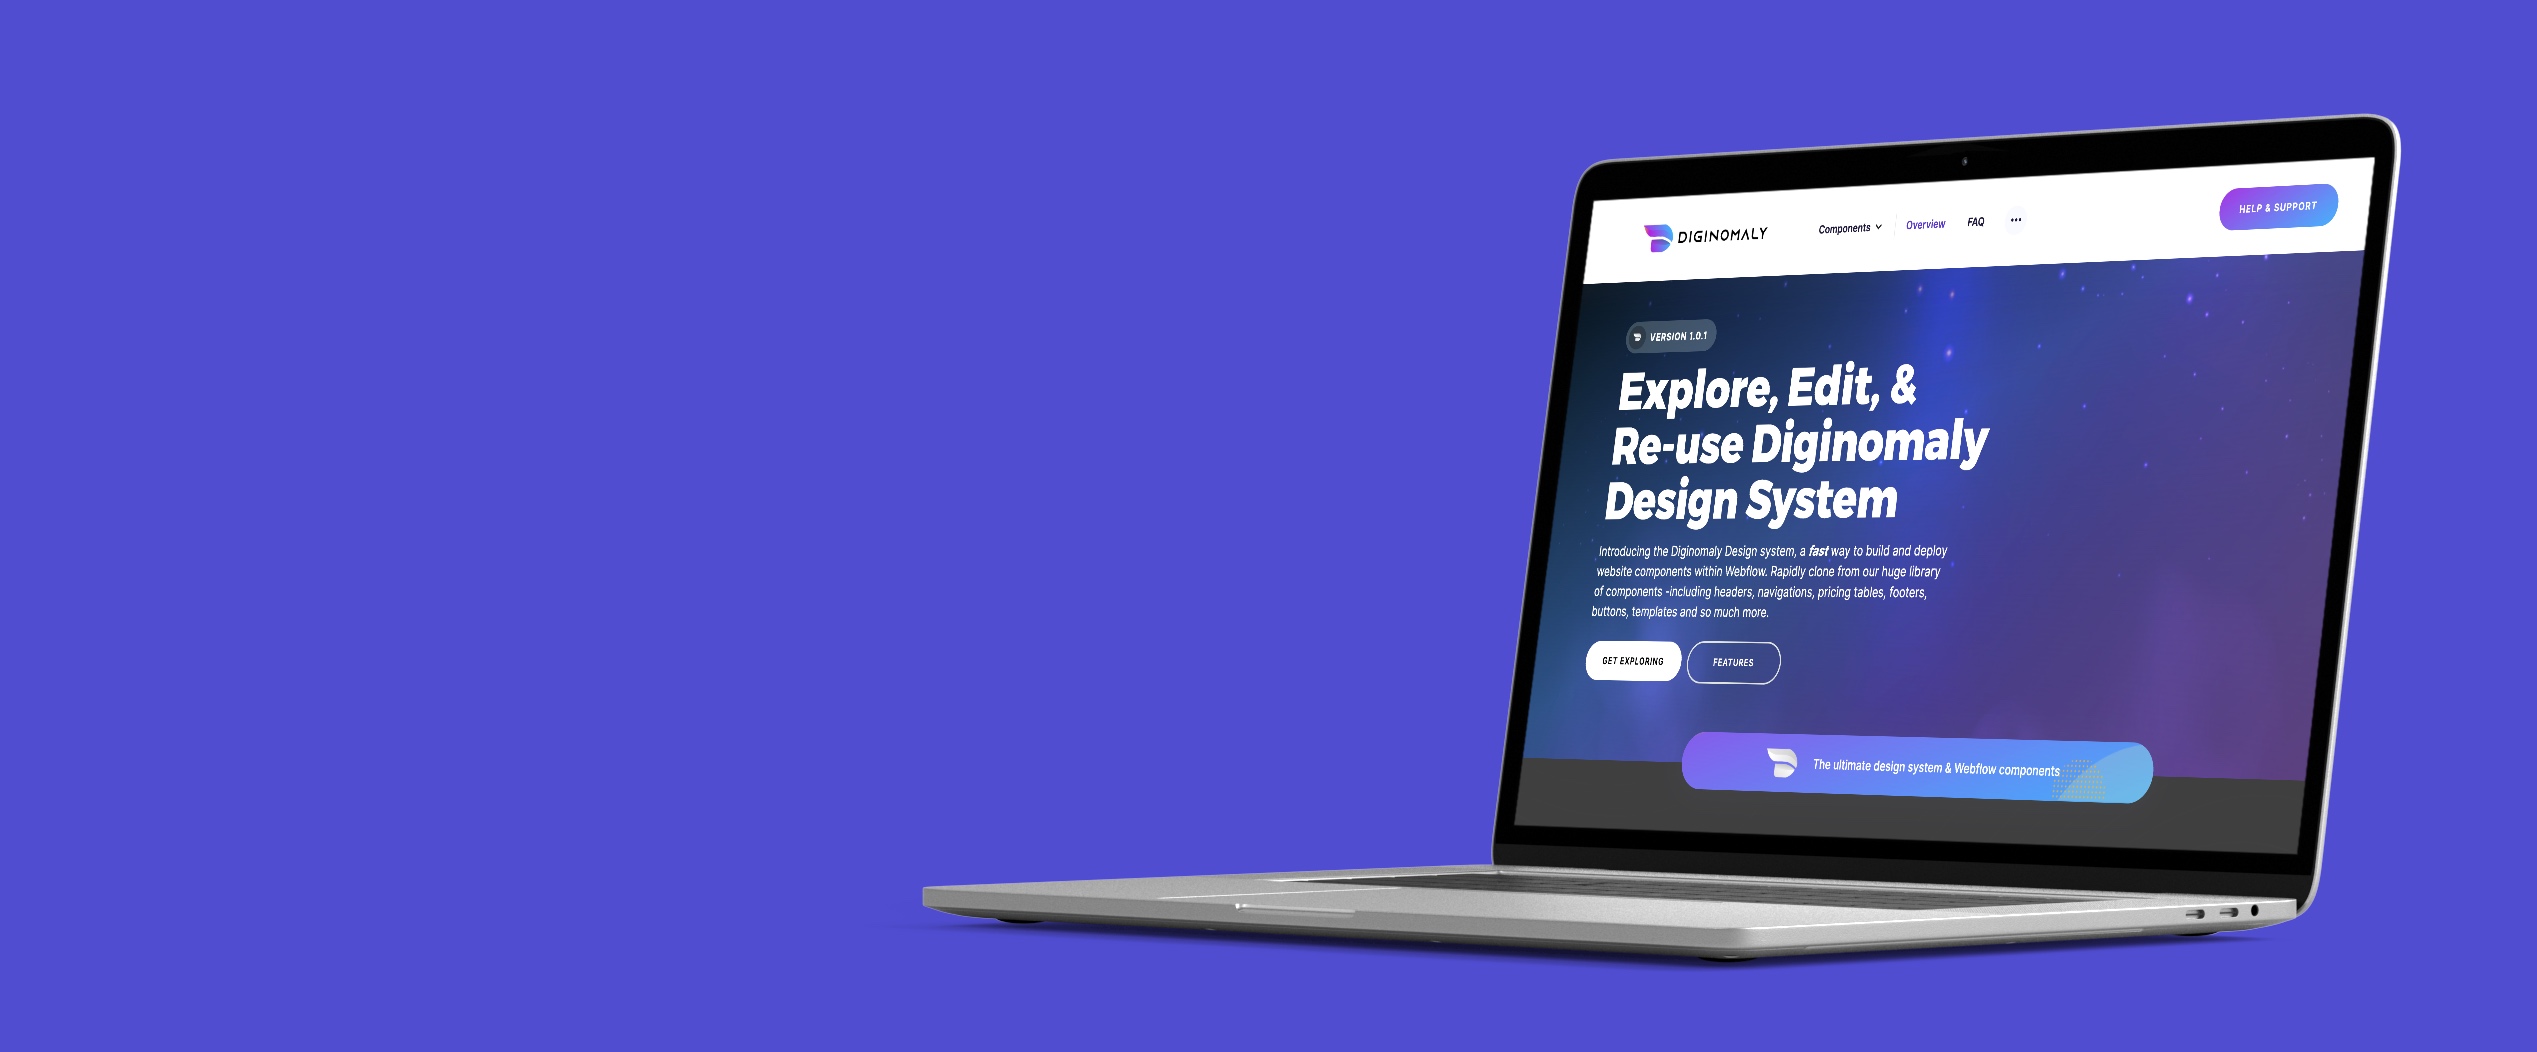 DIGINOMALY
Components
Overview
FAQ
HELP & SUPPORT
VERSION 1.0.1
Explore, Edit, &
Re-use Diginomaly
Design System
Introducing the Diginomaly Design system, a fast way to build and deploy
website components within Webflow. Rapidly clone from our huge library
of components -including headers, navigations, pricing tables, footers,
buttons, templates and so much more.
GET EXPLORING
FEATURES
The ultimate design system & Webflow components